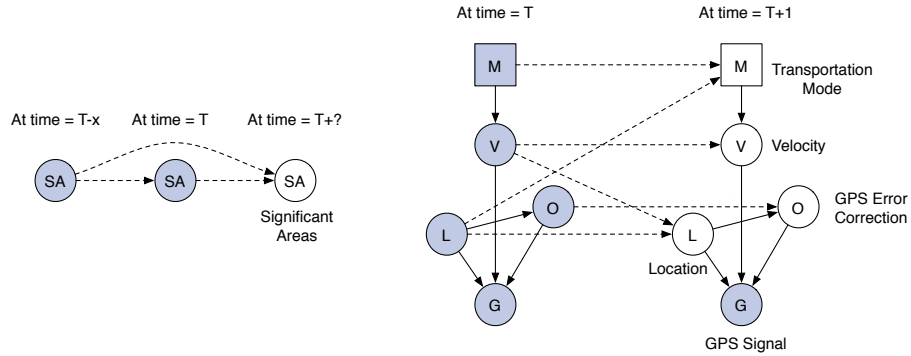 At time = T-x
At time = T
At time = T+?
SA
SA
SA
Significant
Areas
At time = T
At time = T+1
M
M
Transportation
Mode
V
V
Velocity
O
O
GPS Error
Correction
L
L
Location
G
G
GPS Signal